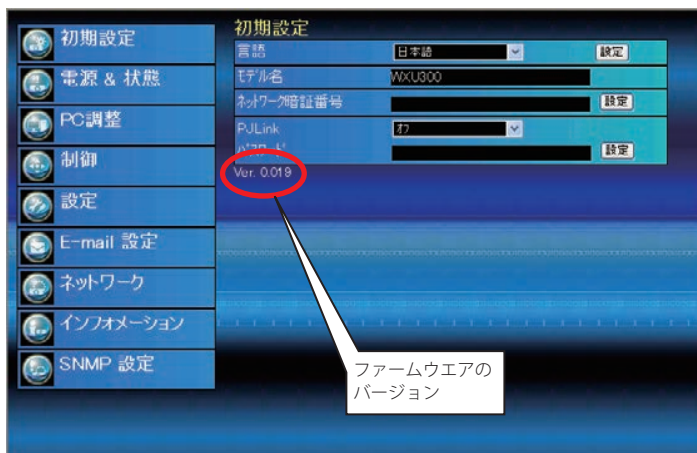 初期設定
電源 & 状態
PC調整
制御
設定
E-mail 設定
ネットワーク
インフォメーション
SNMP 設定
初期設定
言語 日本語 設定
モデル名 WXU300
ネットワーク暗証番号 設定
PJLink オフ
パスワード 設定
Ver. 0.019
ファームウエアの
バージョン